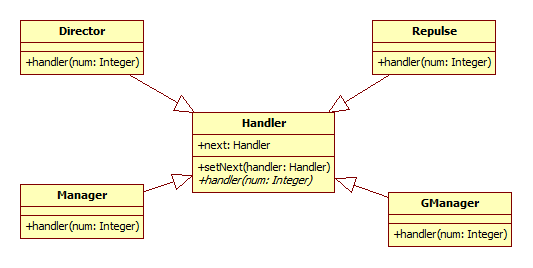 Director
+handler(num: Integer)
Repulse
+handler(num: Integer)
Handler
+next: Handler
+setNext(handler: Handler)
+handler(num: Integer)
Manager
+handler(num: Integer)
GManager
+handler(num: Integer)